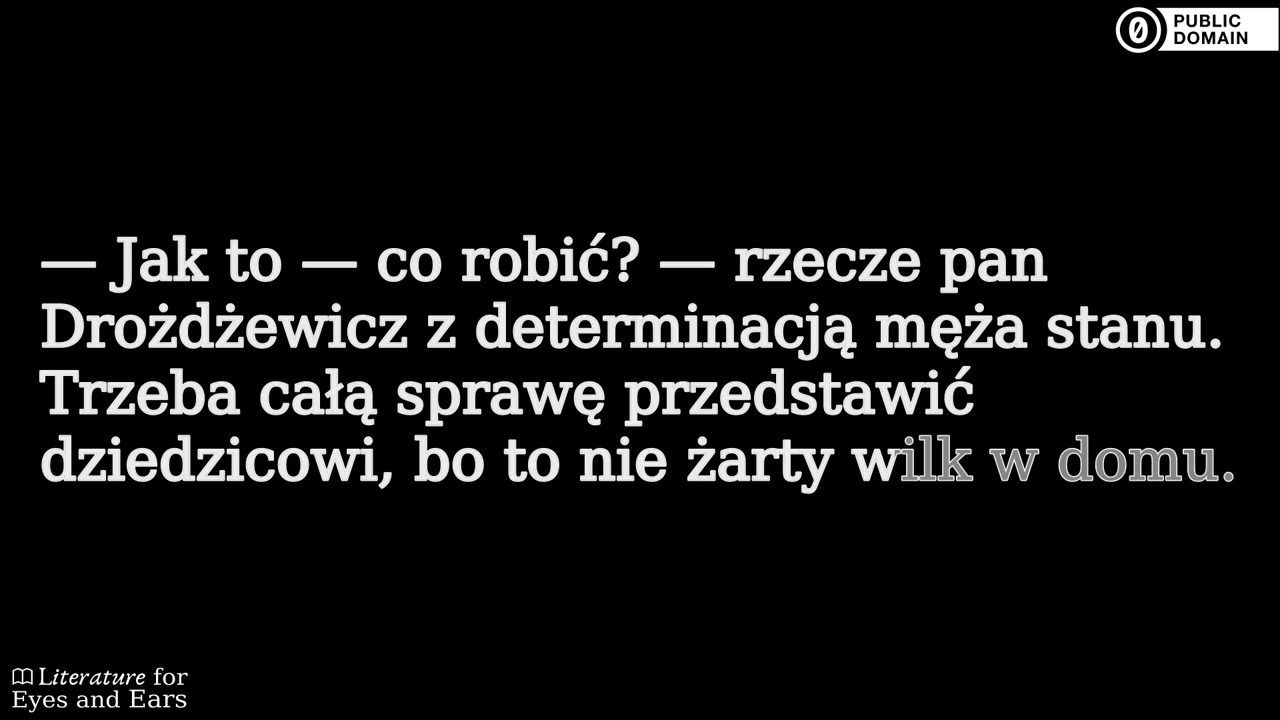 PUBLIC
DOMAIN
— Jak to — co robić? — rzecze pan
Drożdżewicz z determinacją męża stanu.
Trzeba całą sprawę przedstawić
dziedzicowi, bo to nie żarty wilk w domu.
Literature for
Eyes and Ears